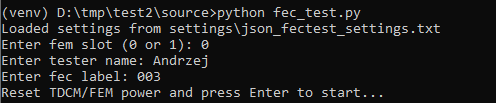 (venv) D:\tmp\test2\source>python fec_test.py
Loaded settings from settings\json_fectest_settings.txt
Enter fem slot (0 or 1): 0
Enter tester name: Andrzej
Enter fec label: 003
Reset TDCM/FEM power and press Enter to start...